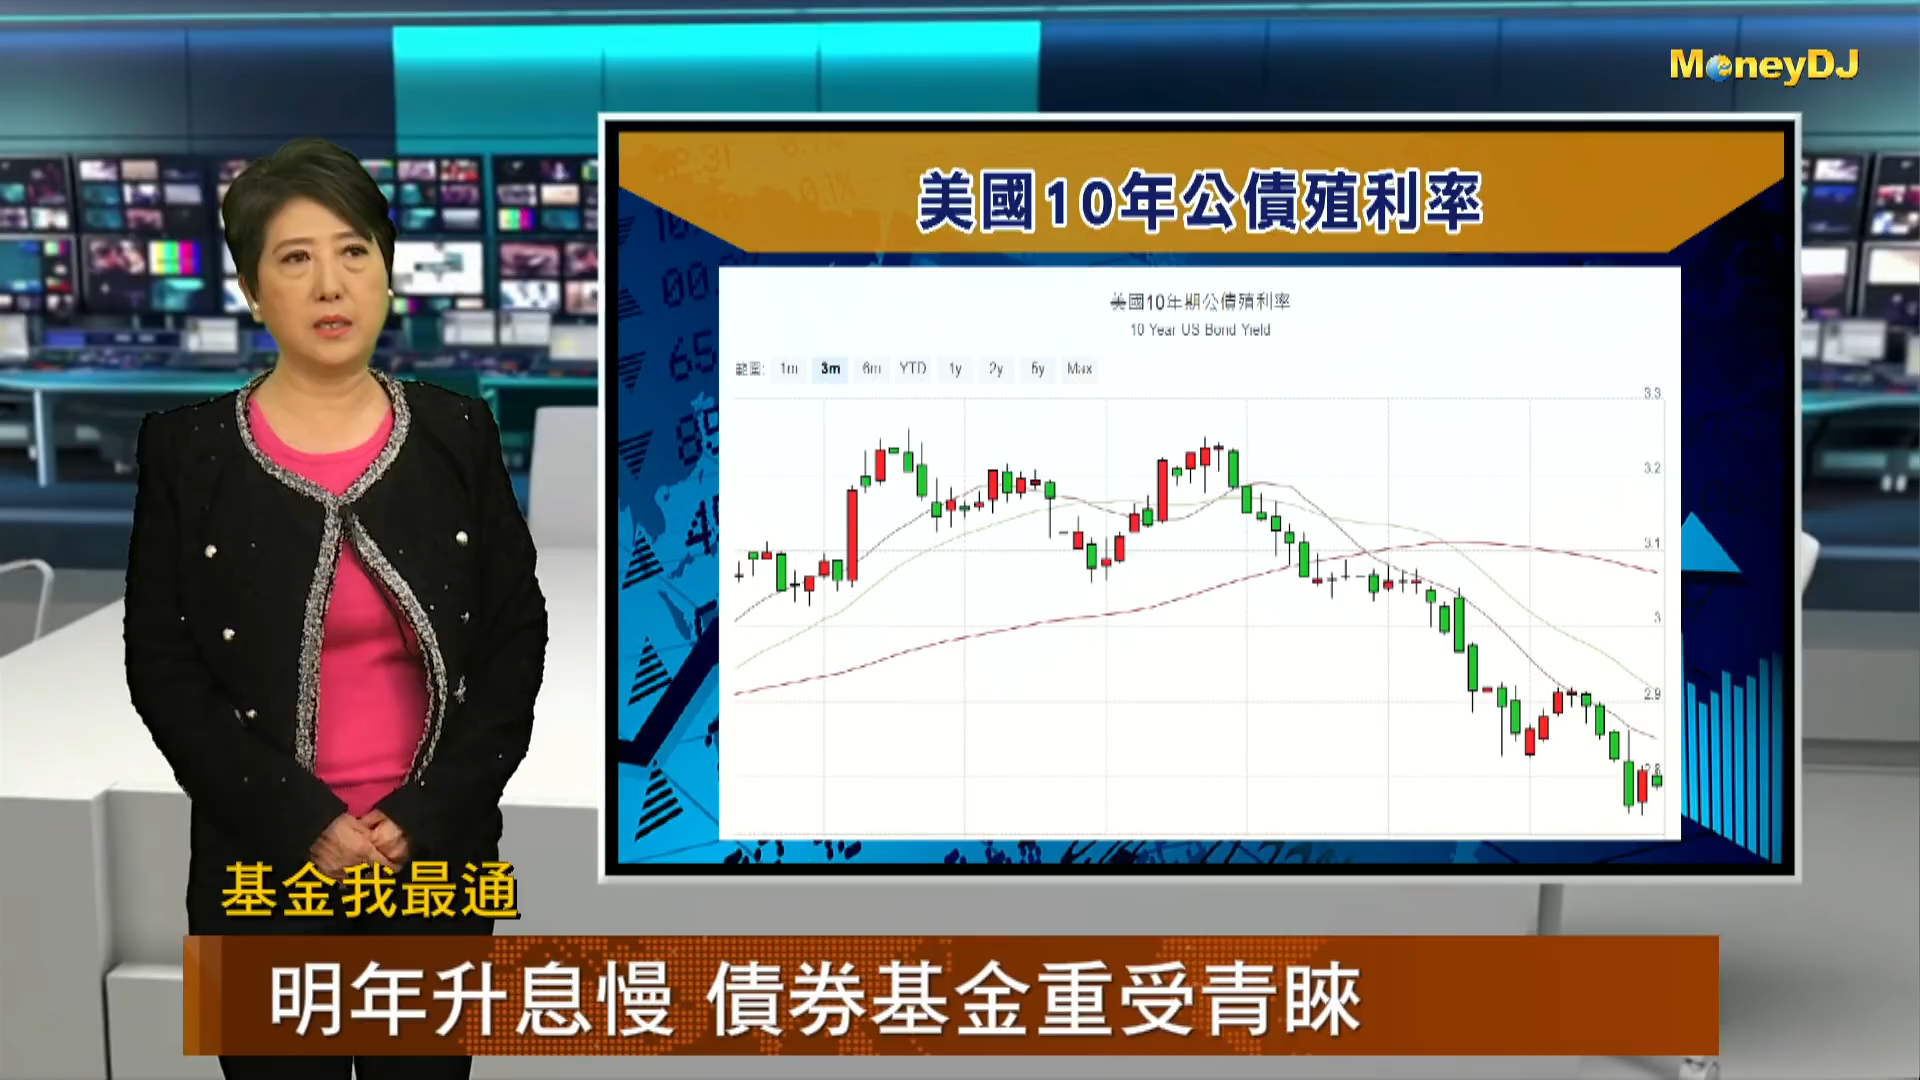 MoneyDJ
美國10年公債殖利率
美國10年期公債殖利率
10 Year US Bond Yield
範圍: 1m 3m 6m YTD 1y 2y 5y Max
3.3
3.2
3.1
3
2.9
2.8
基金我最通
明年升息慢 債券基金重受青睞